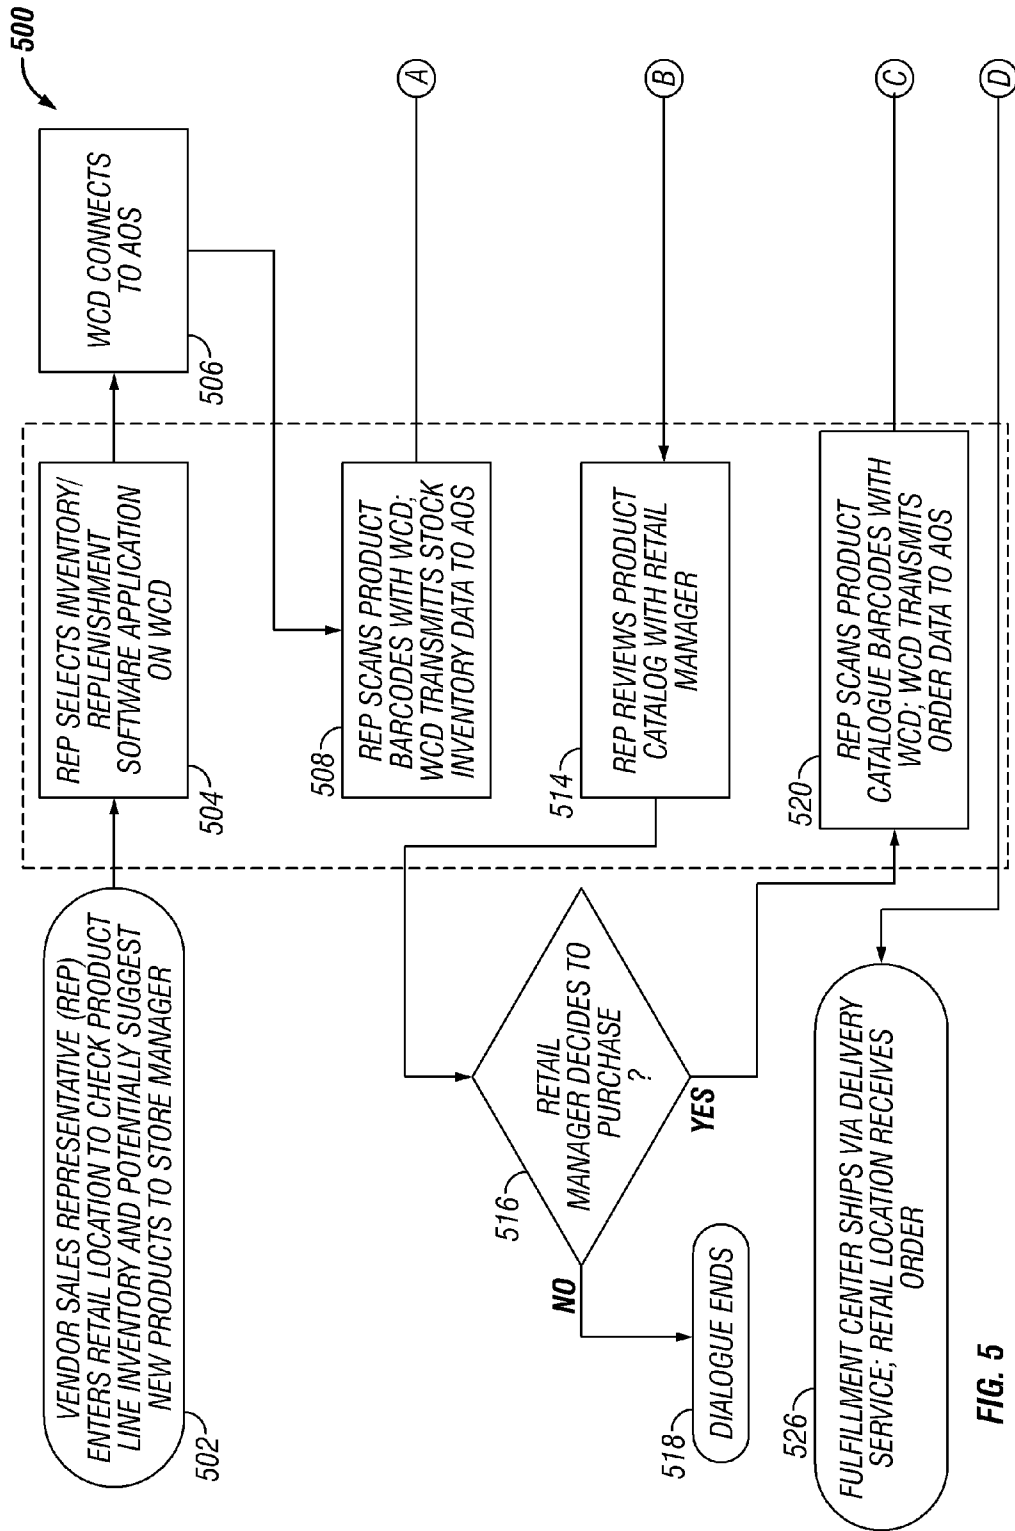 500
VENDOR SALES REPRESENTATIVE (REP)
ENTERS RETAIL LOCATION TO CHECK PRODUCT
LINE INVENTORY AND POTENTIALLY SUGGEST
NEW PRODUCTS TO STORE MANAGER
502
REP SELECTS INVENTORY/
REPLENISHMENT
SOFTWARE APPLICATION
ON WCD
504
WCD CONNECTS
TO AOS
506
REP SCANS PRODUCT
BARCODES WITH WCD;
WCD TRANSMITTS STOCK
INVENTORY DATA TO AOS
508
A
REP REVIEWS PRODUCT
CATALOG WITH RETAIL
MANAGER
514
B
RETAIL
MANAGER DECIDES TO
PURCHASE
?
516
NO
YES
DIALOGUE ENDS
518
REP SCANS PRODUCT
CATALOGUE BARCODES WITH
WCD; WCD TRANSMITS
ORDER DATA TO AOS
520
C
FULFILLMENT CENTER SHIPS VIA DELIVERY
SERVICE; RETAIL LOCATION RECEIVES
ORDER
526
D
FIG. 5